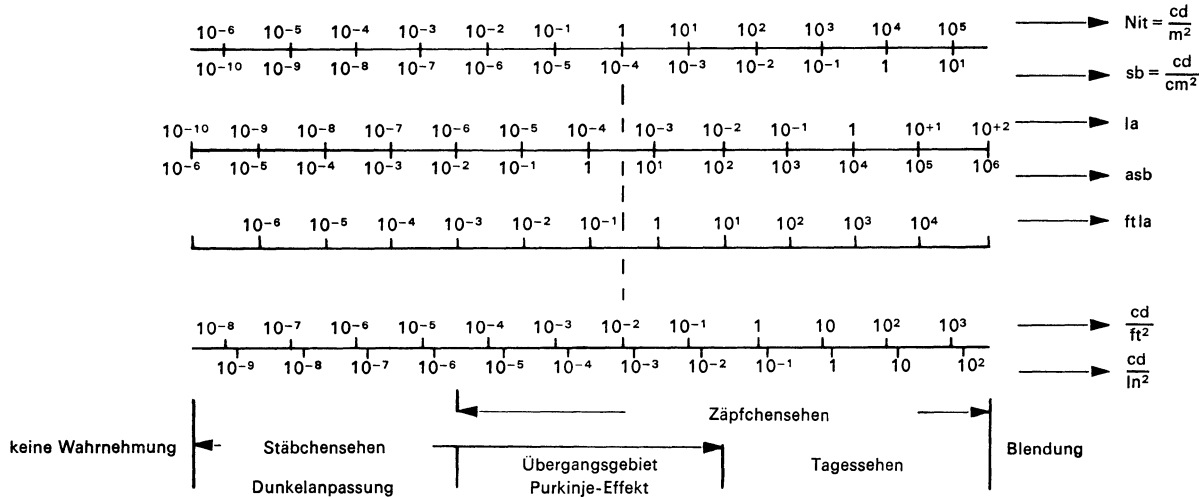 10⁻⁶ 10⁻⁵ 10⁻⁴ 10⁻³ 10⁻² 10⁻¹ 1 10¹ 10² 10³ 10⁴ 10⁵ Nit = cd/m²
10⁻¹⁰ 10⁻⁹ 10⁻⁸ 10⁻⁷ 10⁻⁶ 10⁻⁵ 10⁻⁴ 10⁻³ 10⁻² 10⁻¹ 1 10¹ sb = cd/cm²
10⁻¹⁰ 10⁻⁹ 10⁻⁸ 10⁻⁷ 10⁻⁶ 10⁻⁵ 10⁻⁴ 10⁻³ 10⁻² 10⁻¹ 1 10⁺¹ 10⁺² la
10⁻⁶ 10⁻⁵ 10⁻⁴ 10⁻³ 10⁻² 10⁻¹ 1 10¹ 10² 10³ 10⁴ 10⁵ 10⁶ asb
10⁻⁶ 10⁻⁵ 10⁻⁴ 10⁻³ 10⁻² 10⁻¹ 1 10¹ 10² 10³ 10⁴ ftla
10⁻⁸ 10⁻⁷ 10⁻⁶ 10⁻⁵ 10⁻⁴ 10⁻³ 10⁻² 10⁻¹ 1 10 10² 10³ cd/ft²
10⁻⁹ 10⁻⁸ 10⁻⁷ 10⁻⁶ 10⁻⁵ 10⁻⁴ 10⁻³ 10⁻² 10⁻¹ 1 10 10² cd/In²
Zäpfchensehen
keine Wahrnehmung Stäbchensehen Übergangsgebiet Tagessehen Blendung
Dunkelanpassung Purkinje-Effekt